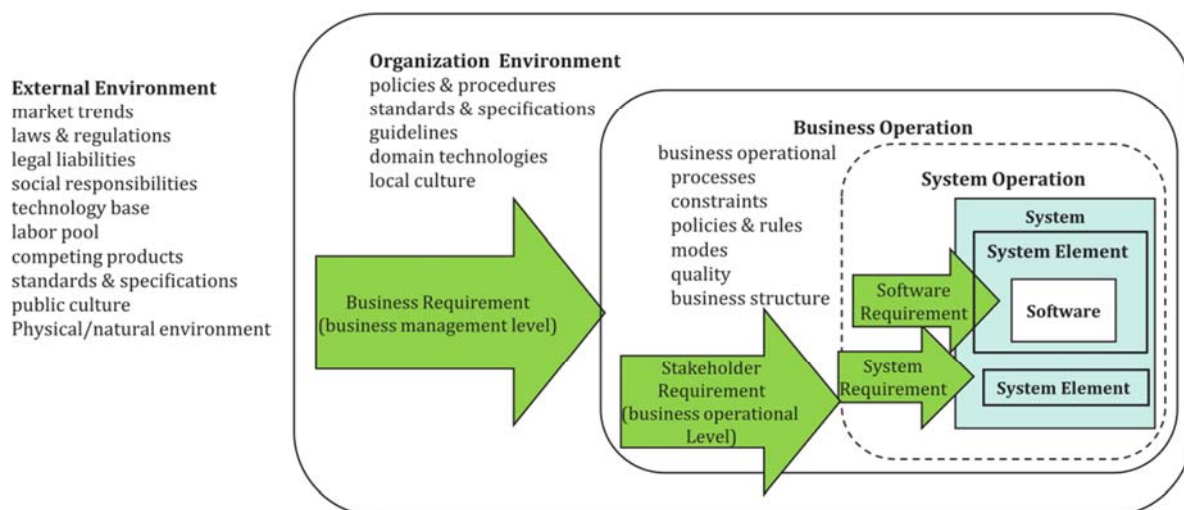 External Environment
market trends
laws & regulations
legal liabilities
social responsibilities
technology base
labor pool
competing products
standards & specifications
public culture
Physical/natural environment
Organization Environment
policies & procedures
standards & specifications
guidelines
domain technologies
local culture
Business Requirement
(business management level)
Business Operation
business operational
processes
constraints
policies & rules
modes
quality
business structure
Stakeholder
Requirement
(business operational
Level)
System Operation
System
System Element
Software
Software
Requirement
System
Requirement
System Element